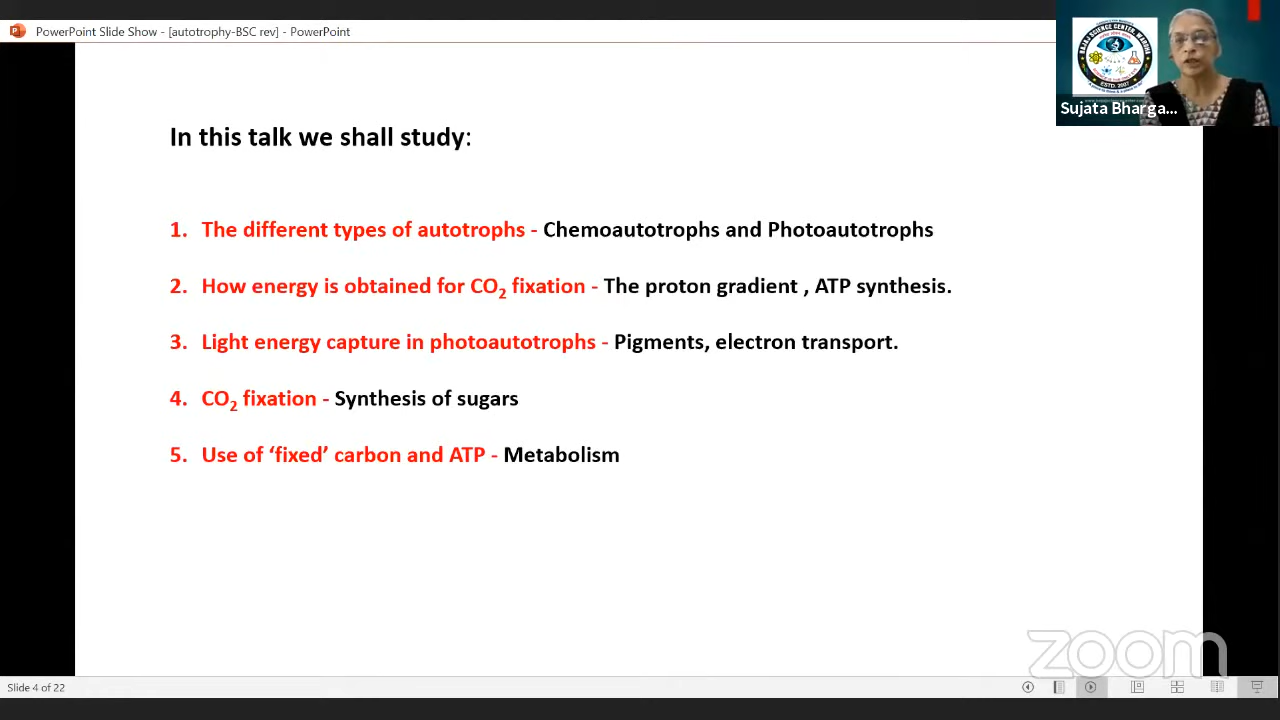 PowerPoint Slide Show - [autotrophy-BSC rev] - PowerPoint
Sujata Bharga...
ESTD. 2007
In this talk we shall study:
1. The different types of autotrophs - Chemoautotrophs and Photoautotrophs
2. How energy is obtained for CO2 fixation - The proton gradient , ATP synthesis.
3. Light energy capture in photoautotrophs - Pigments, electron transport.
4. CO2 fixation - Synthesis of sugars
5. Use of ‘fixed’ carbon and ATP - Metabolism
zoom
Slide 4 of 22